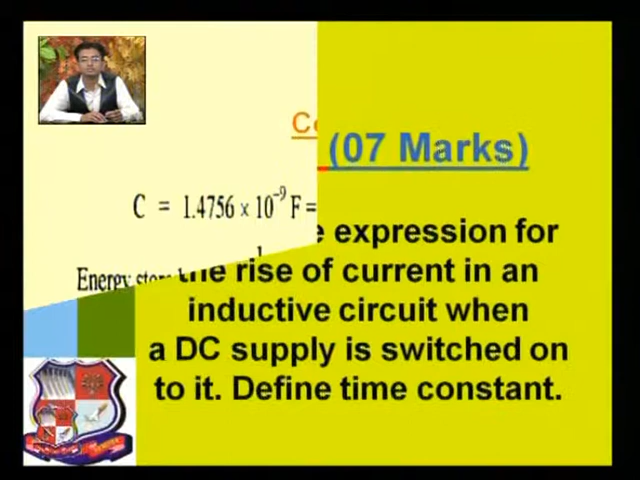 (07 Marks)
C = 1.4756 × 10⁻⁹ F =
expression for
the rise of current in an
Energy
inductive circuit when
a DC supply is switched on
to it. Define time constant.